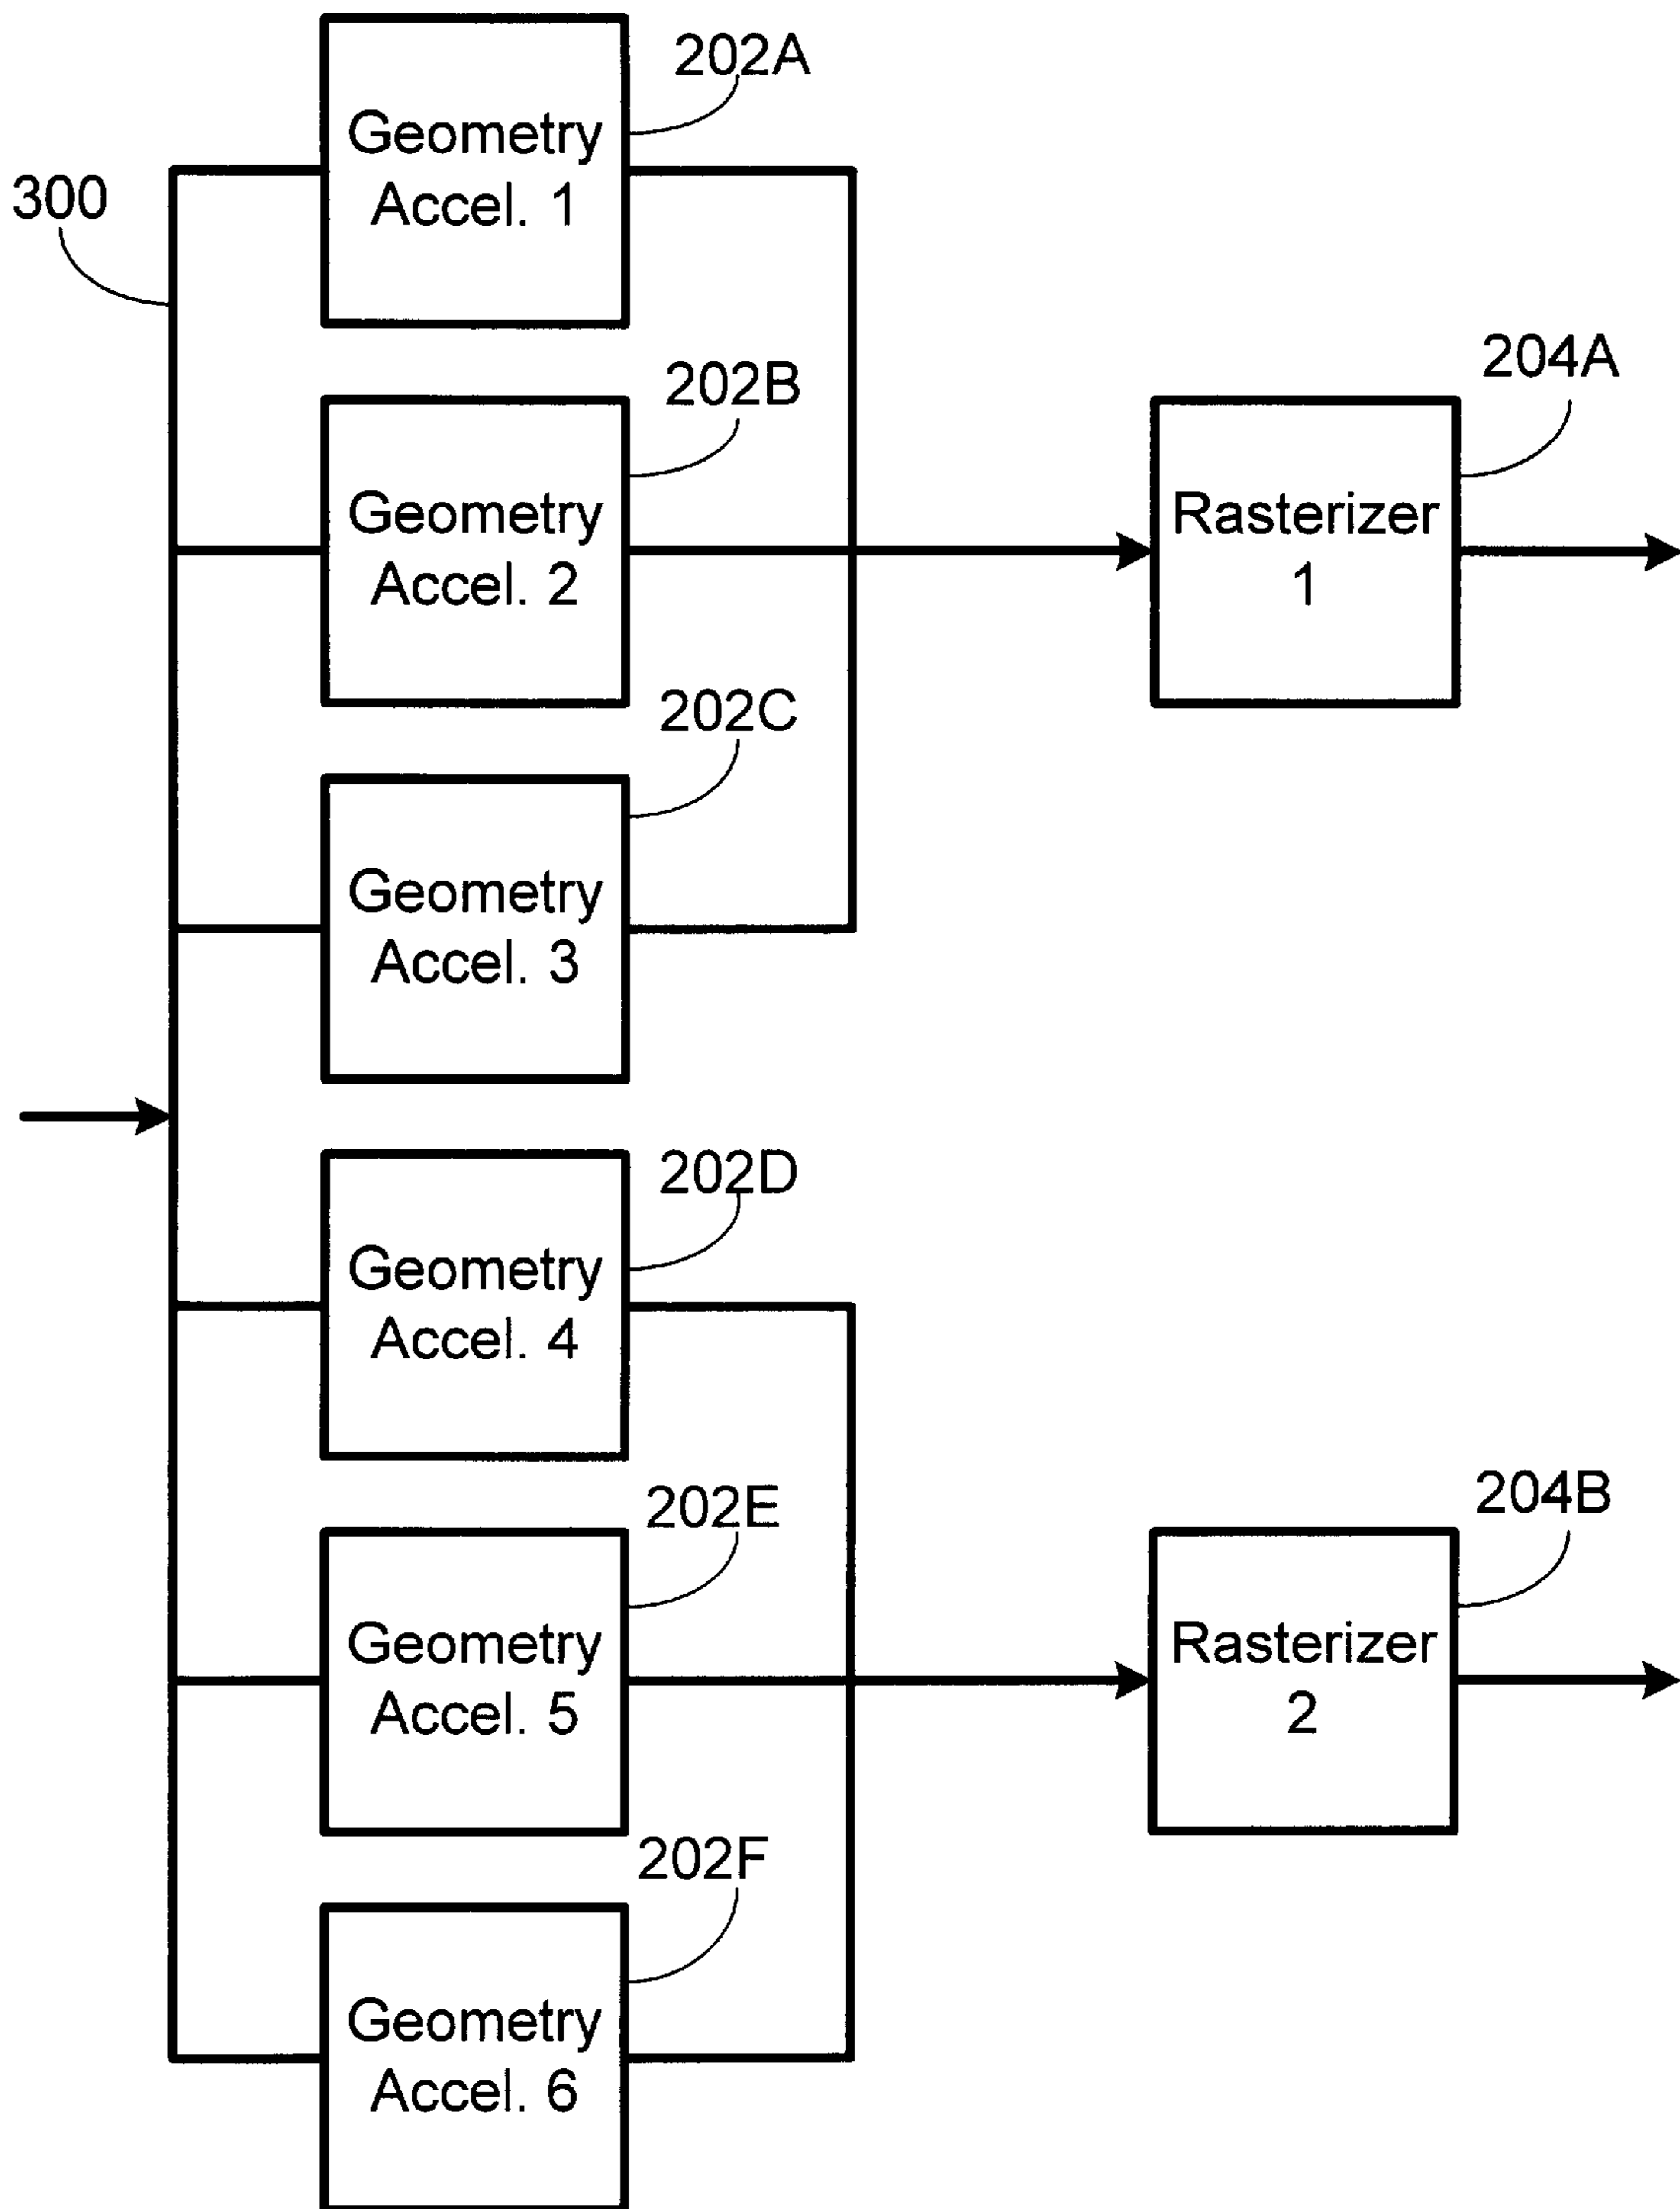 202A
Geometry
Accel. 1
300
202B
204A
Geometry
Accel. 2
Rasterizer
1
202C
Geometry
Accel. 3
202D
Geometry
Accel. 4
202E
204B
Geometry
Accel. 5
Rasterizer
2
202F
Geometry
Accel. 6